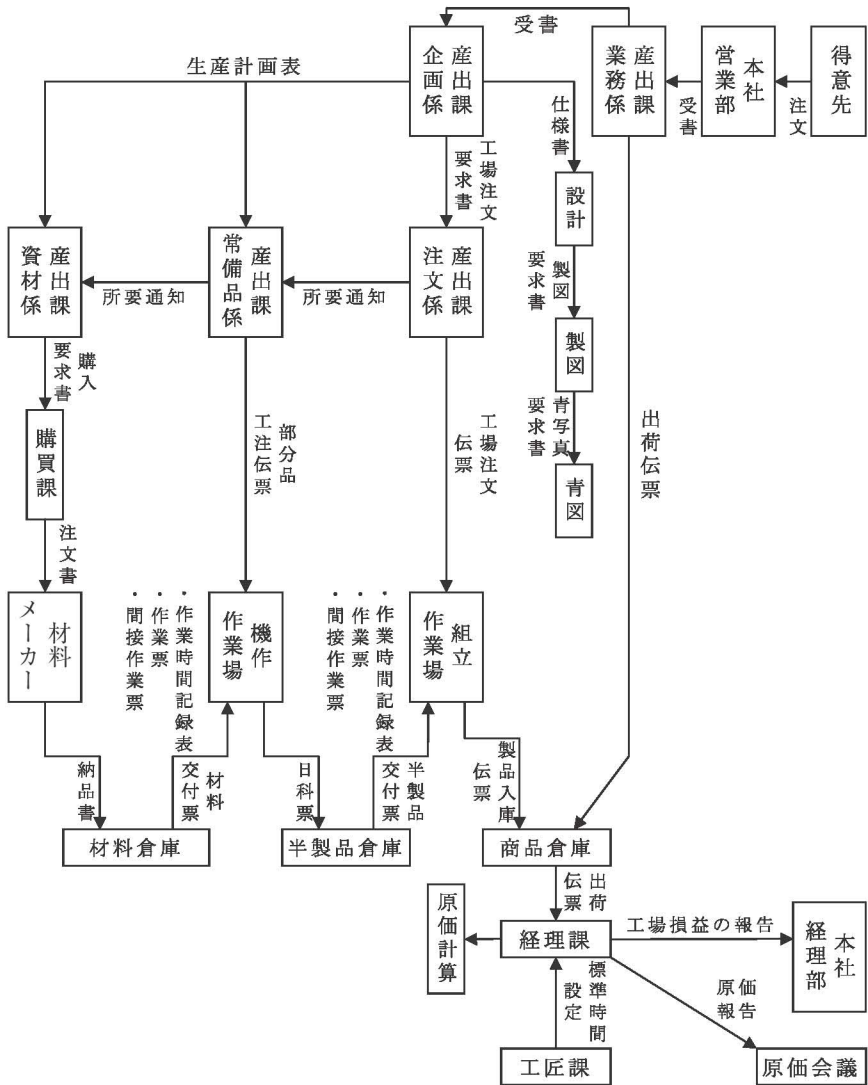 受書
産出課
企画係
産出課
業務係
本社
営業部
得意先
受書
注文
生産計画表
仕様書
工場注文
要求書
設計
製図
要求書
製図
青写真
要求書
青図
出荷伝票
産出課
資材係
所要通知
産出課
常備品係
所要通知
産出課
注文係
購入
要求書
購買課
注文書
材料
メーカー
部分品
工注伝票
工場注文
伝票
・作業時間記録表
・作業票
・間接作業票
機作
作業場
・作業時間記録表
・作業票
・間接作業票
組立
作業場
納品書
材料
交付票
日科票
半製品
交付票
製品入庫
伝票
材料倉庫
半製品倉庫
商品倉庫
出荷
伝票
原価計算
経理課
工場損益の報告
本社
経理部
標準時間
設定
原価
報告
工匠課
原価会議